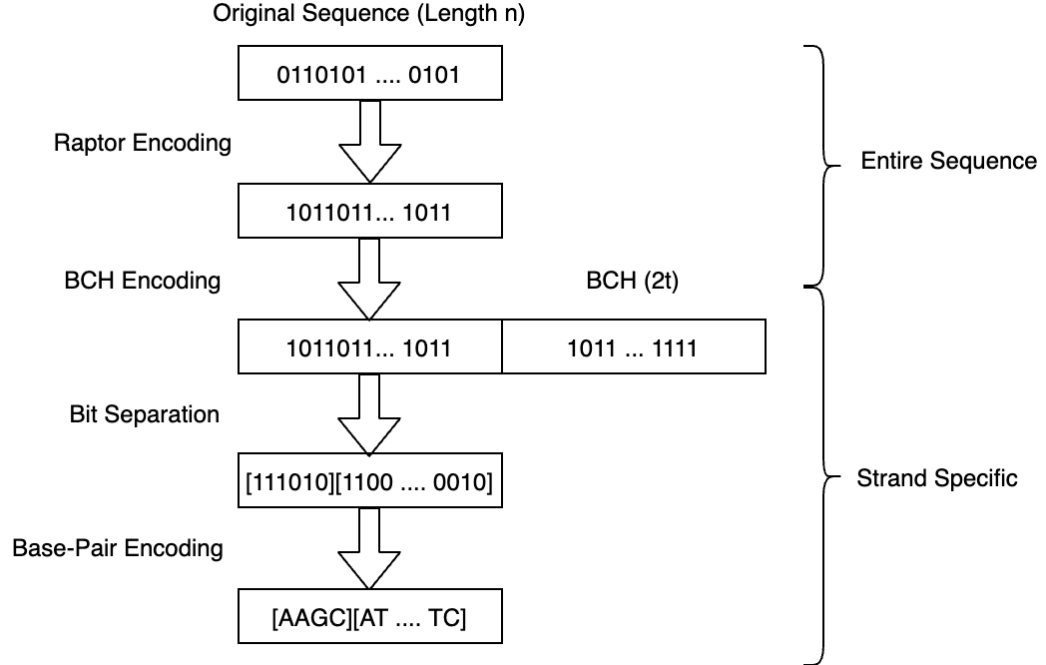 Original Sequence (Length n)
0110101 .... 0101
Raptor Encoding
Entire Sequence
1011011... 1011
BCH Encoding
BCH (2t)
1011011... 1011
1011 ... 1111
Bit Separation
Strand Specific
[111010][1100 .... 0010]
Base-Pair Encoding
[AAGC][AT .... TC]